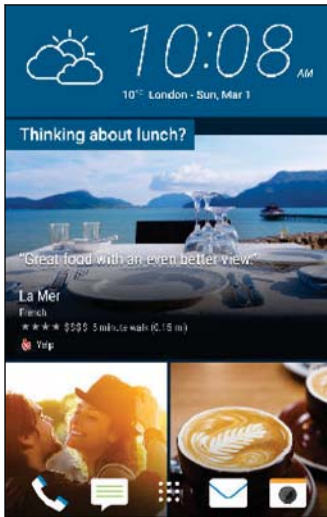 10:08 AM
10°C London - Sun, Mar 1
Thinking about lunch?
"Great food with an even better view."
La Mer
French
★★★★ $$$$ 5 minute walk (0.15 mi)
Yelp